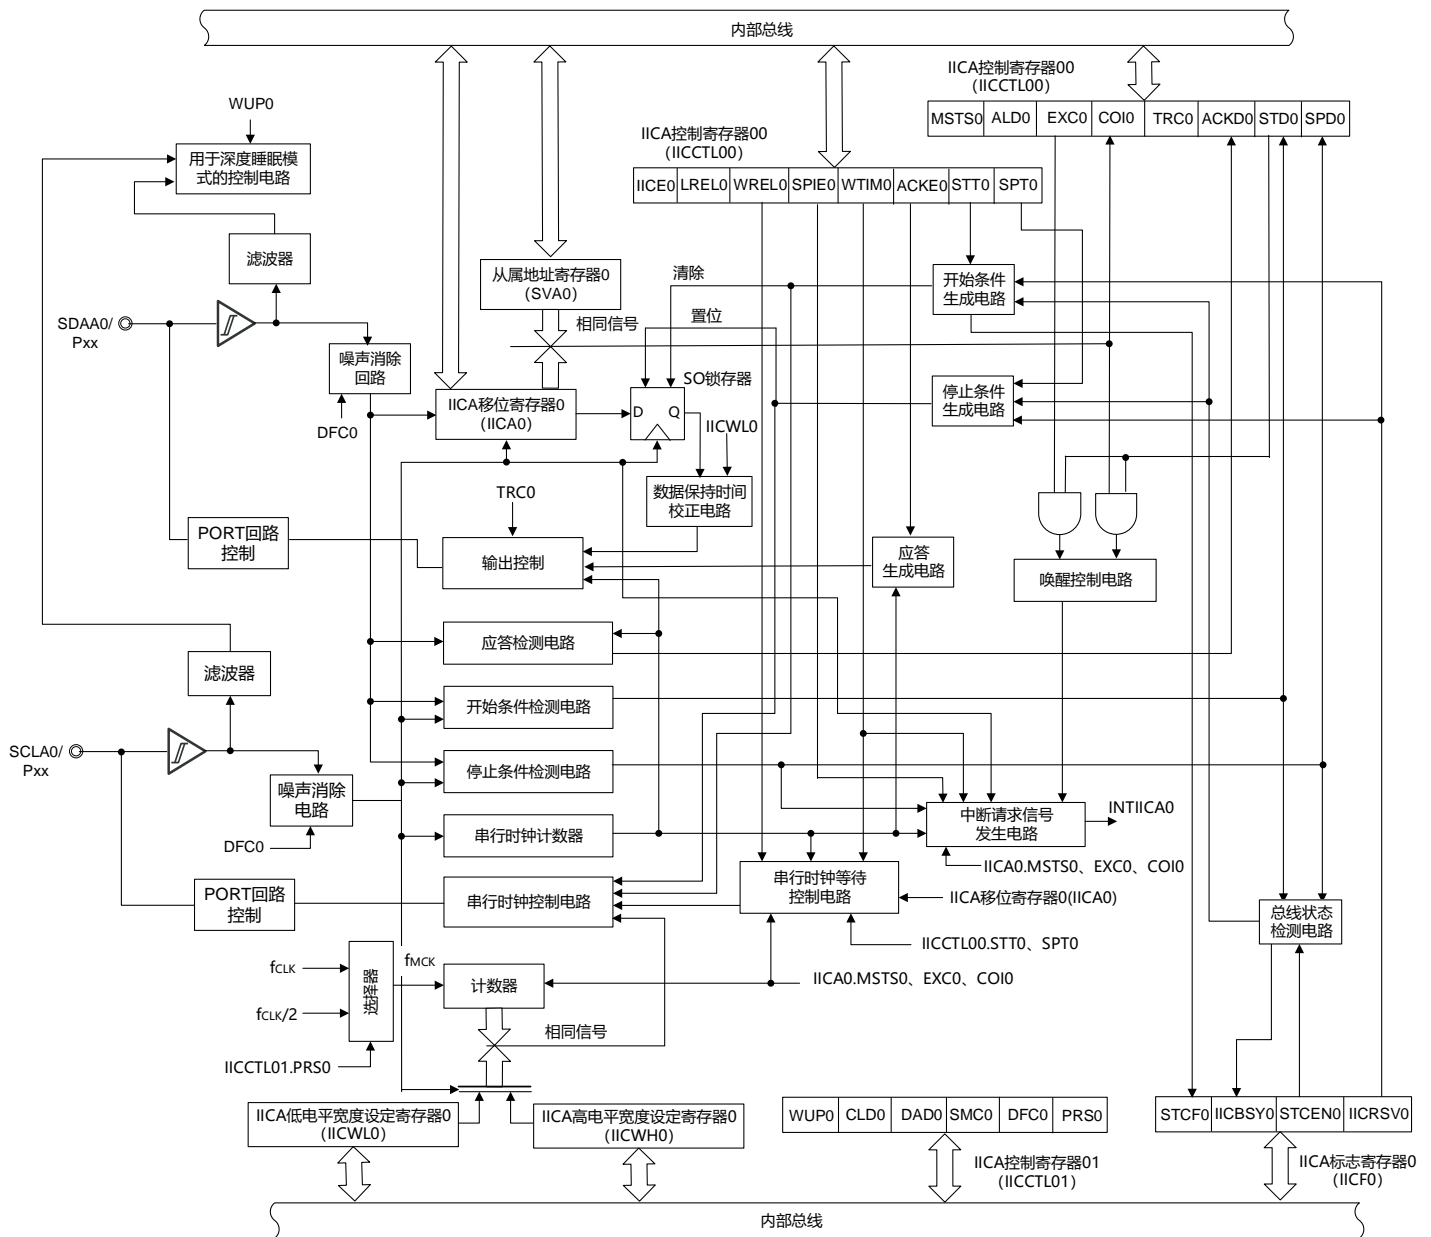 内部总线
IICA控制寄存器00
(IICCTL00)
MSTS0 ALD0 EXC0 COI0 TRC0 ACKD0 STD0 SPD0
WUP0
IICA控制寄存器00
(IICCTL00)
用于深度睡眠模
式的控制电路
IICE0 LREL0 WREL0 SPIE0 WTIM0 ACKE0 STT0 SPT0
滤波器
从属地址寄存器0
(SVA0)
清除
开始条件
生成电路
SDAA0/
Pxx
相同信号
置位
噪声消除
回路
SO锁存器
停止条件
生成电路
IICA移位寄存器0
(IICA0)
D Q
DFC0
IICWL0
TRC0
数据保持时间
校正电路
PORT回路
控制
输出控制
应答
生成电路
唤醒控制电路
应答检测电路
滤波器
开始条件检测电路
SCLA0/
Pxx
停止条件检测电路
噪声消除
电路
中断请求信号
发生电路
INTIICA0
串行时钟计数器
DFC0
IICA0.MSTS0、EXC0、COI0
PORT回路
控制
串行时钟控制电路
串行时钟等待
控制电路
IICA移位寄存器0(IICA0)
总线状态
检测电路
IICCTL00.STT0、SPT0
fCLK
选择器
fMCK
计数器
IICA0.MSTS0、EXC0、COI0
fCLK/2
相同信号
IICCTL01.PRS0
IICA低电平宽度设定寄存器0
(IICWL0)
IICA高电平宽度设定寄存器0
(IICWH0)
WUP0 CLD0 DAD0 SMC0 DFC0 PRS0
STCF0 IICBSY0 STCEN0 IICRSV0
IICA控制寄存器01
(IICCTL01)
IICA标志寄存器0
(IICF0)
内部总线